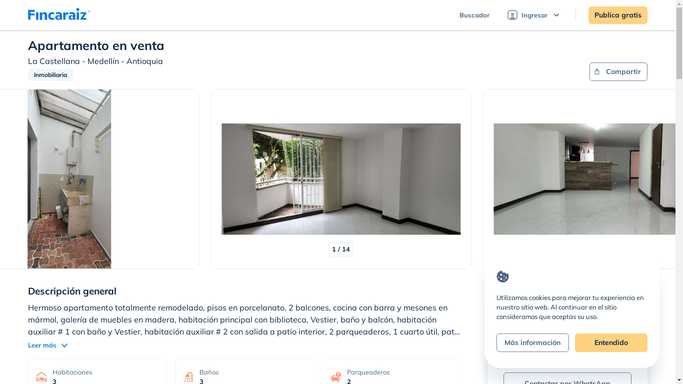 Fincaraiz
Buscador
Ingresar
Publica gratis
Apartamento en venta
La Castellana - Medellín - Antioquia
Inmobiliaria
Compartir
1 / 14
Descripción general
Hermoso apartamento totalmente remodelado, pisos en porcelanato, 2 balcones, cocina con barra y mesones en
mármol, galería de muebles en madera, habitación principal con biblioteca, Vestier, baño y balcón, habitación
auxiliar # 1 con baño y Vestier, habitación auxiliar # 2 con salida a patio interior, 2 parqueaderos, 1 cuarto útil, pat...
Leer más
Habitaciones
3
Baños
3
Parqueaderos
2
Utilizamos cookies para mejorar tu experiencia en
nuestro sitio web. Al continuar en el sitio
consideramos que aceptas su uso.
Más información
Entendido
Contactar por WhatsApp